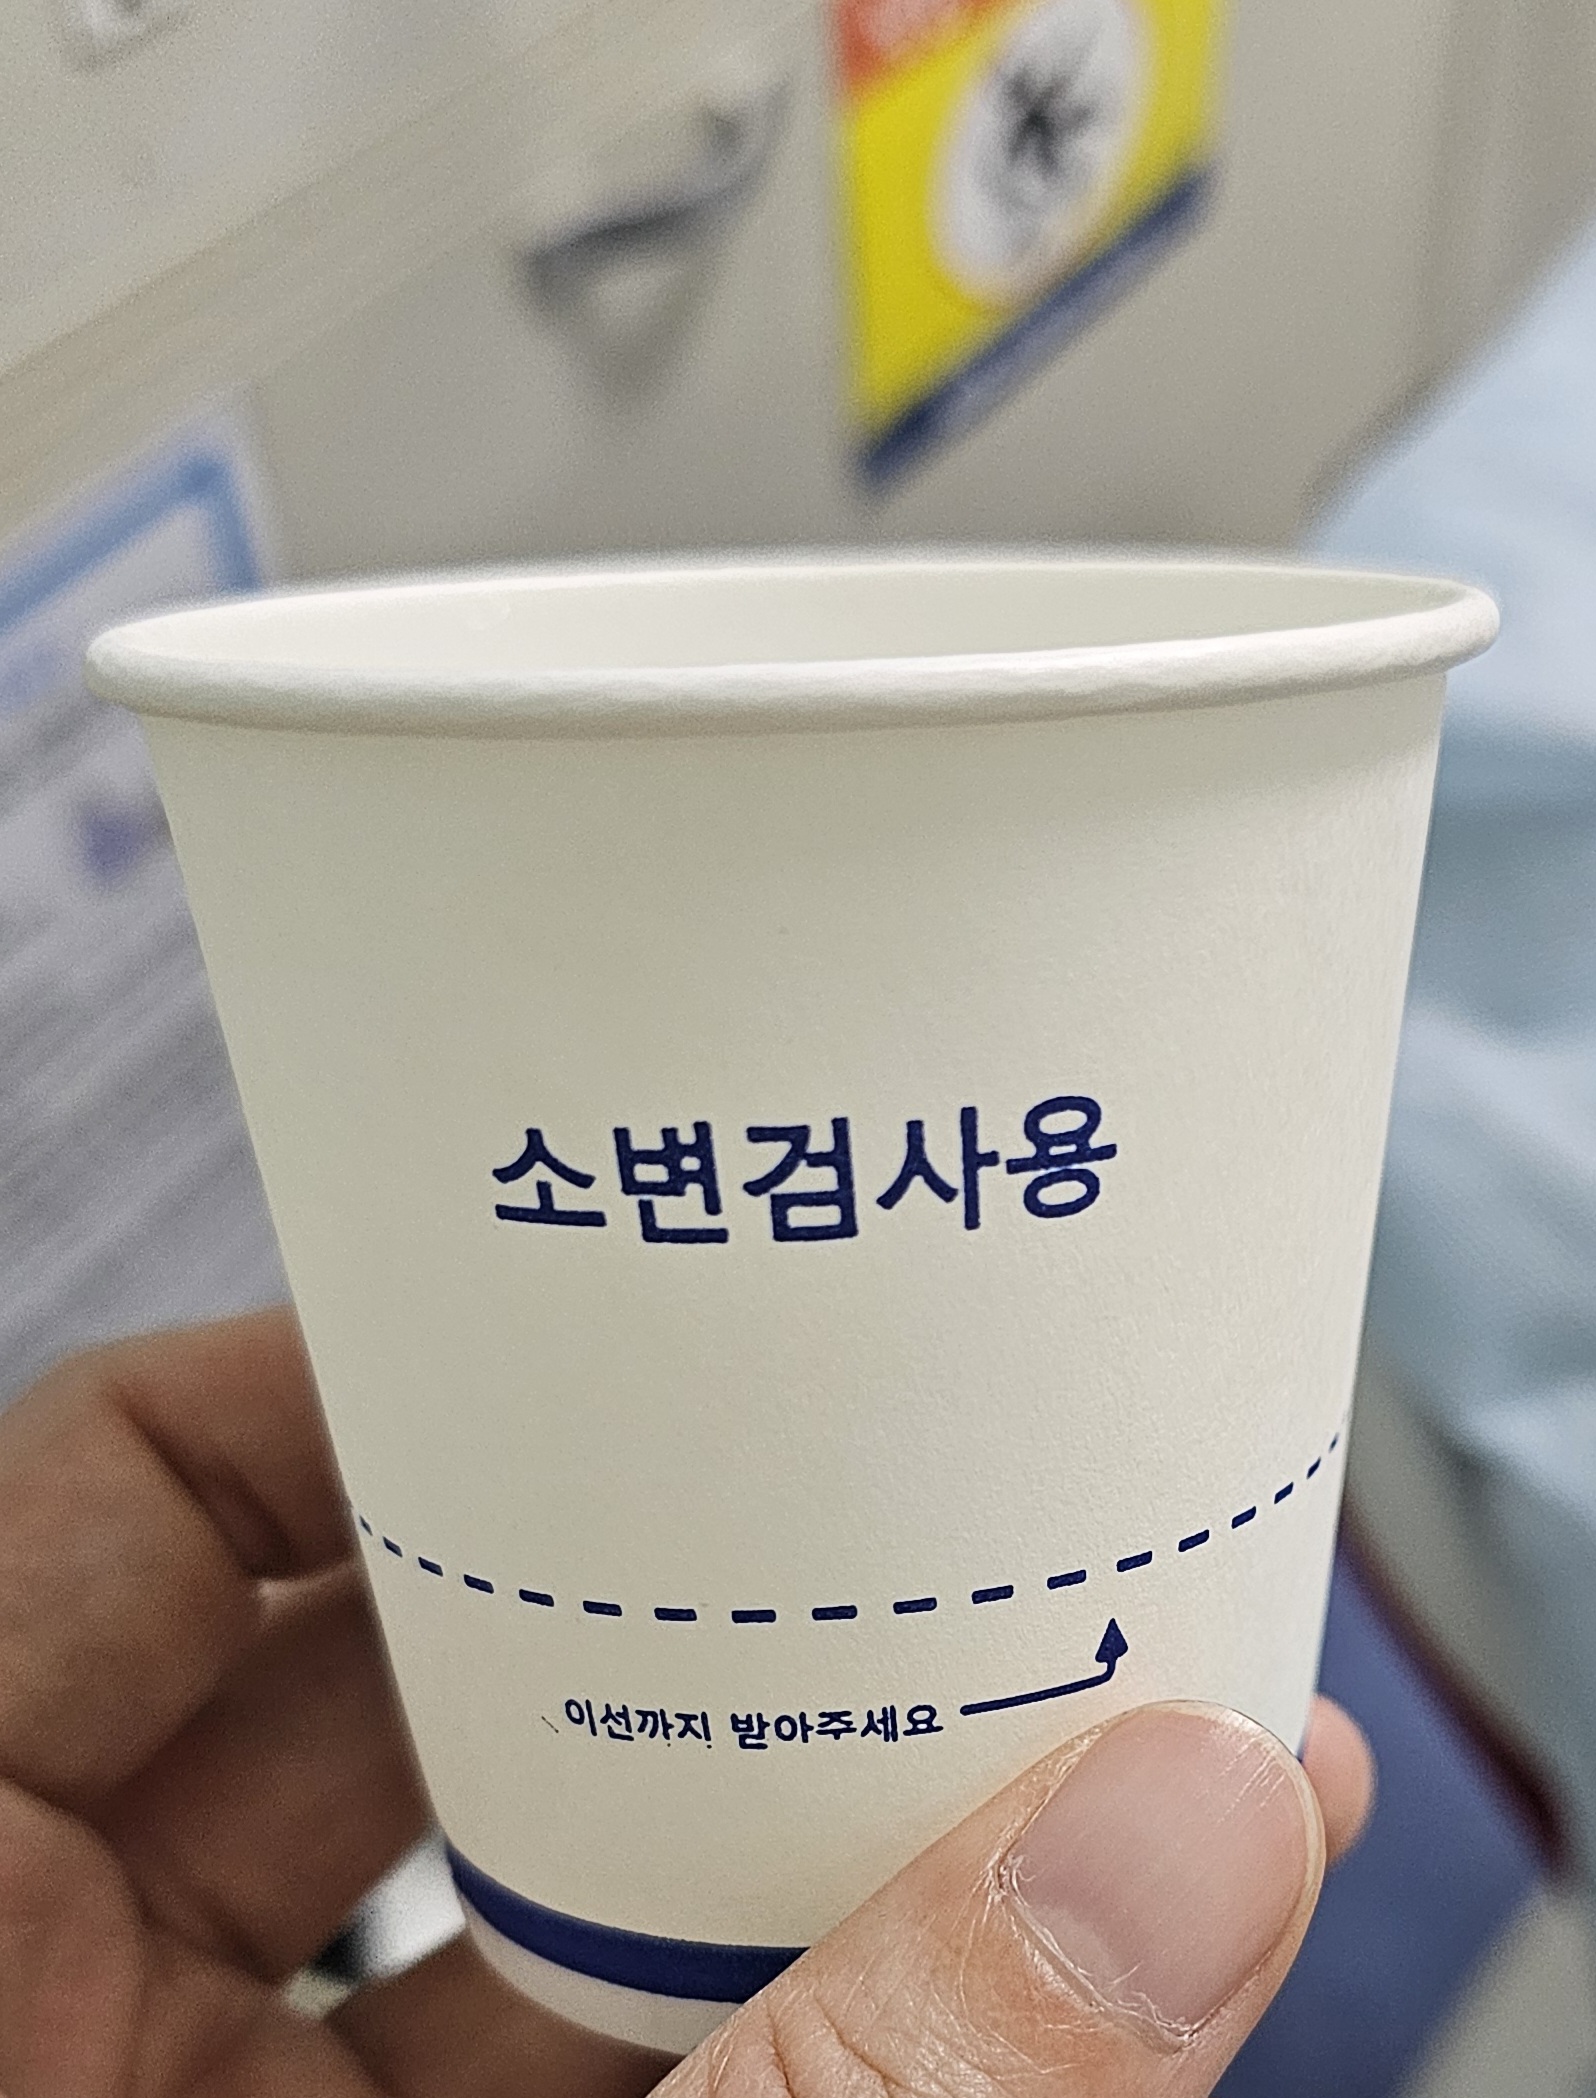 소변검사용
이선까지 받아주세요